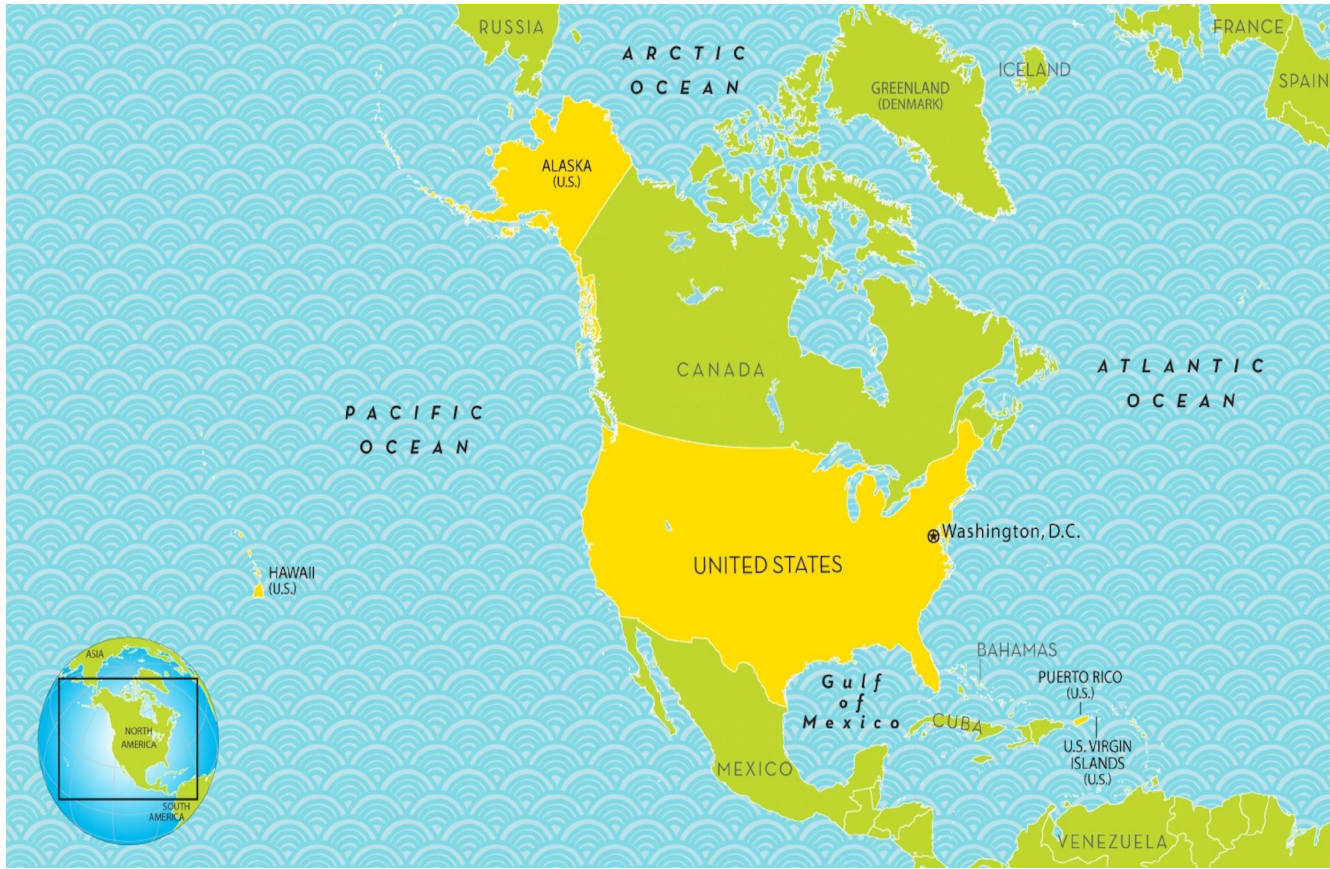 RUSSIA
ARCTIC
OCEAN
ICELAND
FRANCE
SPAIN
GREENLAND
(DENMARK)
ALASKA
(U.S.)
CANADA
ATLANTIC
OCEAN
PACIFIC
OCEAN
Washington, D.C.
UNITED STATES
HAWAII
(U.S.)
BAHAMAS
PUERTO RICO
(U.S.)
Gulf
of
Mexico
CUBA
U.S. VIRGIN
ISLANDS
(U.S.)
MEXICO
VENEZUELA
ASIA
NORTH
AMERICA
SOUTH
AMERICA